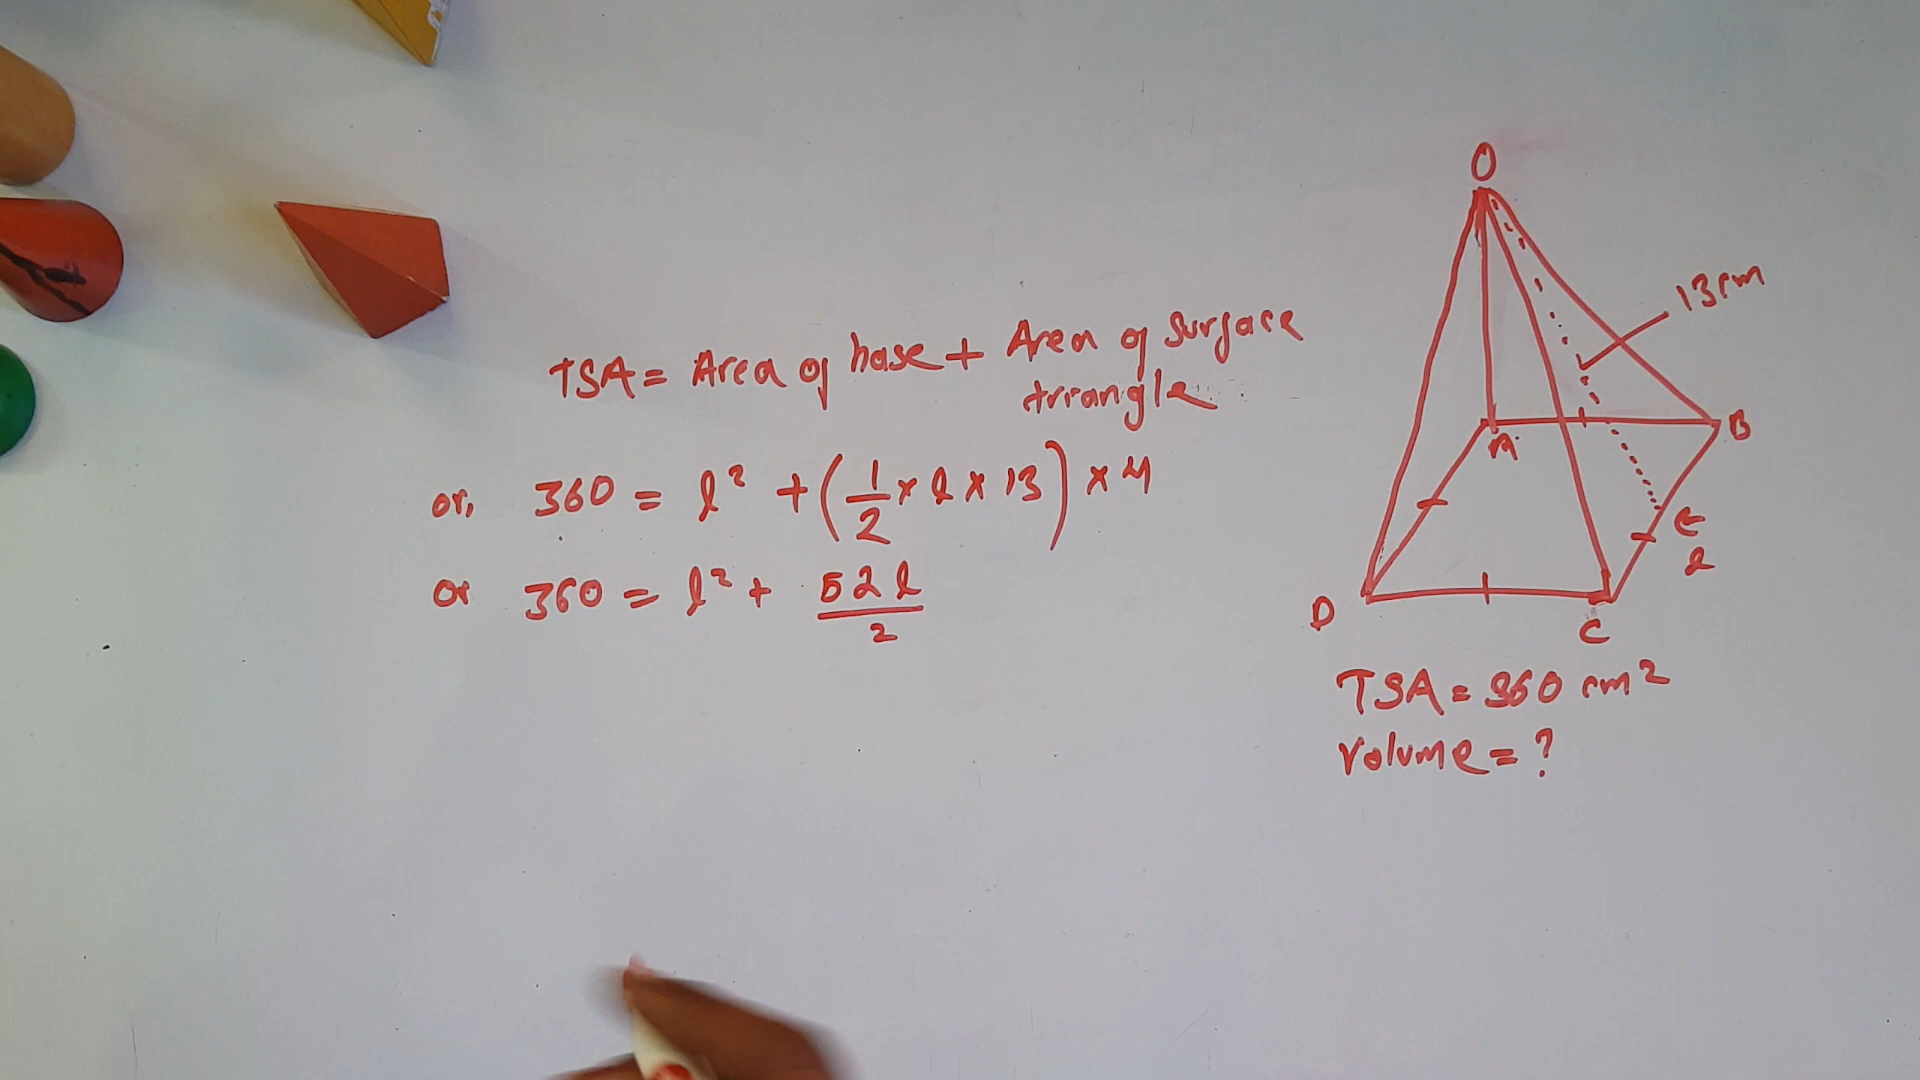 TSA = Area of base + Area of surface triangle
or, 360 = l² + (1/2 × l × 13) × 4
or 360 = l² + 52l/2
O
13cm
A
B
E
l
D
C
TSA = 360 cm²
Volume = ?